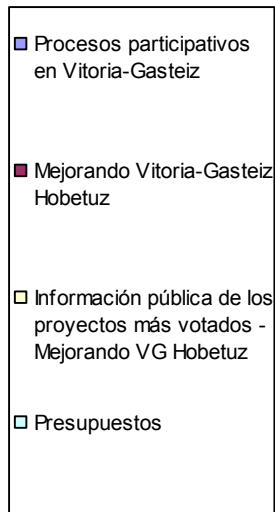 Procesos participativos
en Vitoria-Gasteiz
Mejorando Vitoria-Gasteiz
Hobetuz
Información pública de los
proyectos más votados -
Mejorando VG Hobetuz
Presupuestos